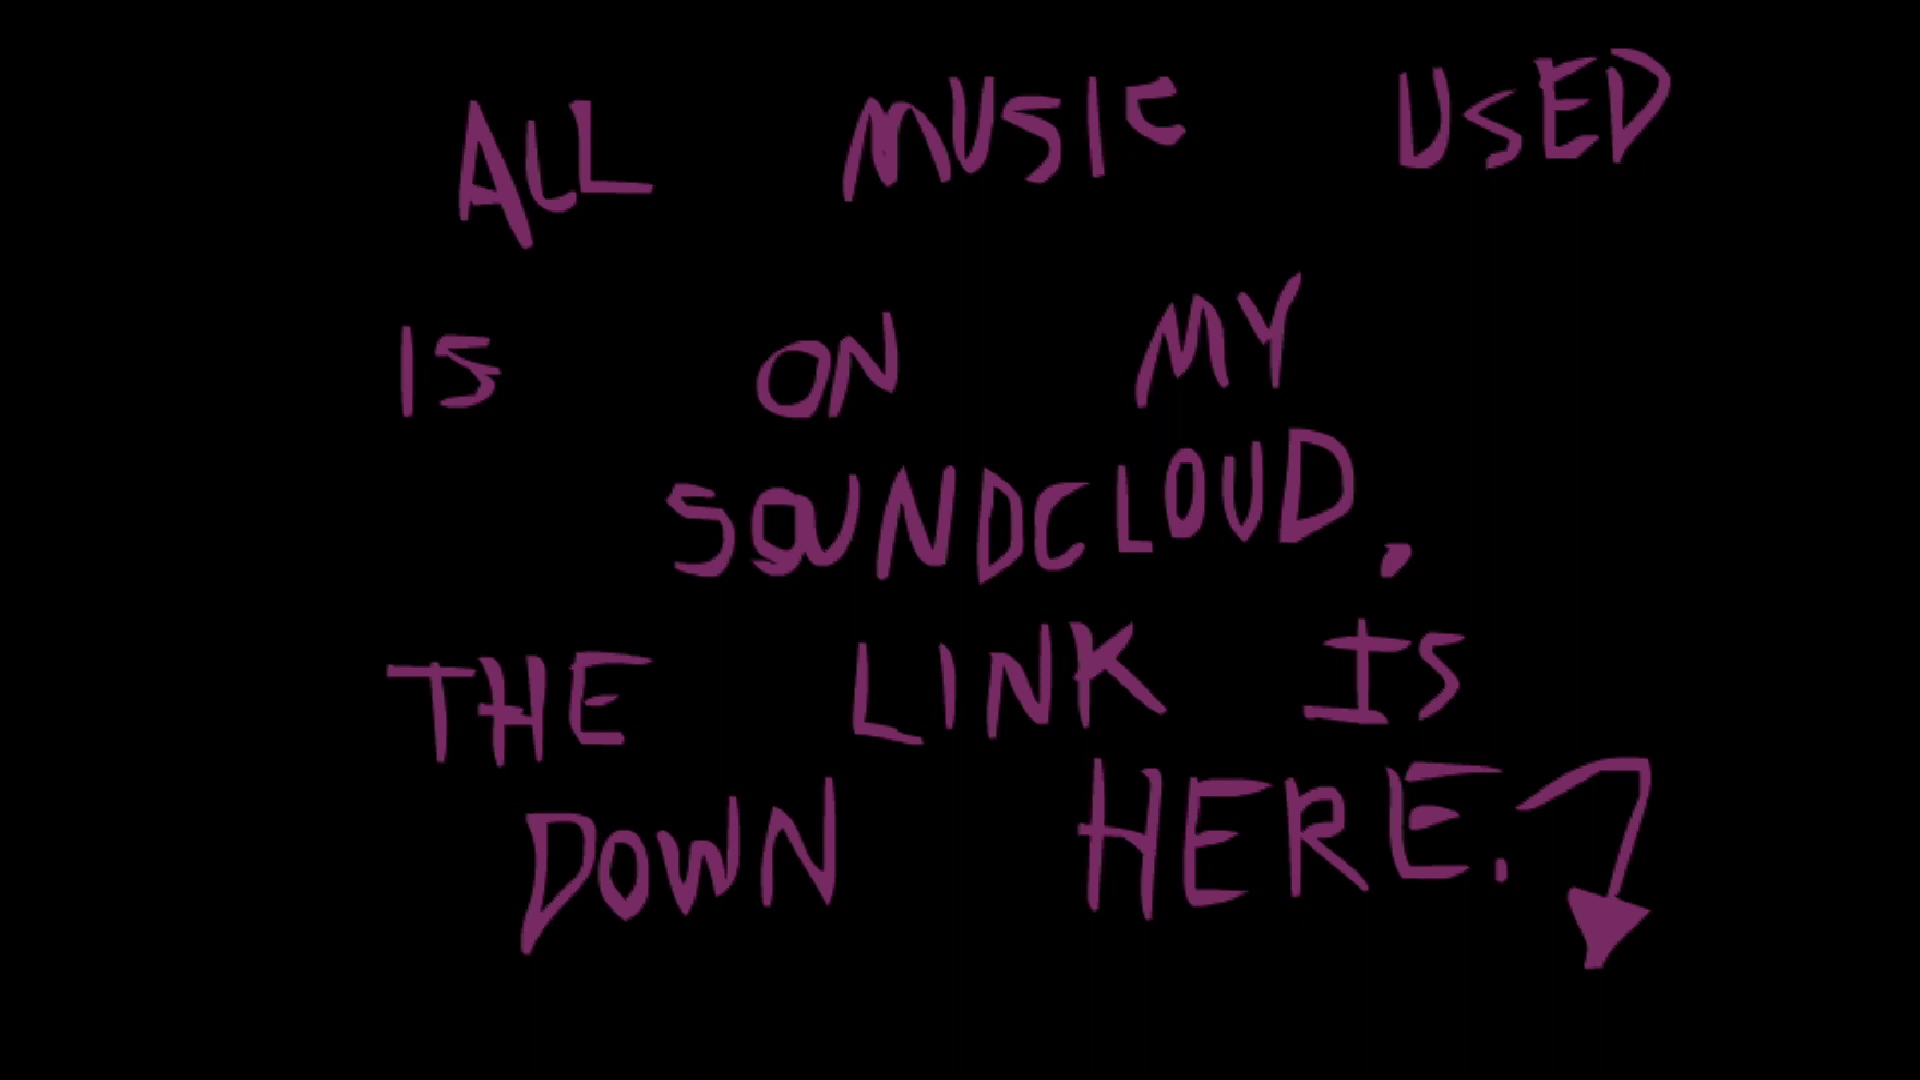 ALL MUSIC USED
IS ON MY
SOUNDCLOUD.
THE LINK IS
DOWN HERE.